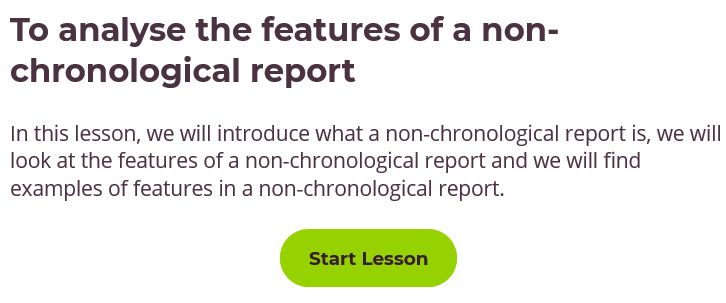 To analyse the features of a non-
chronological report
In this lesson, we will introduce what a non-chronological report is, we will
look at the features of a non-chronological report and we will find
examples of features in a non-chronological report.
Start Lesson